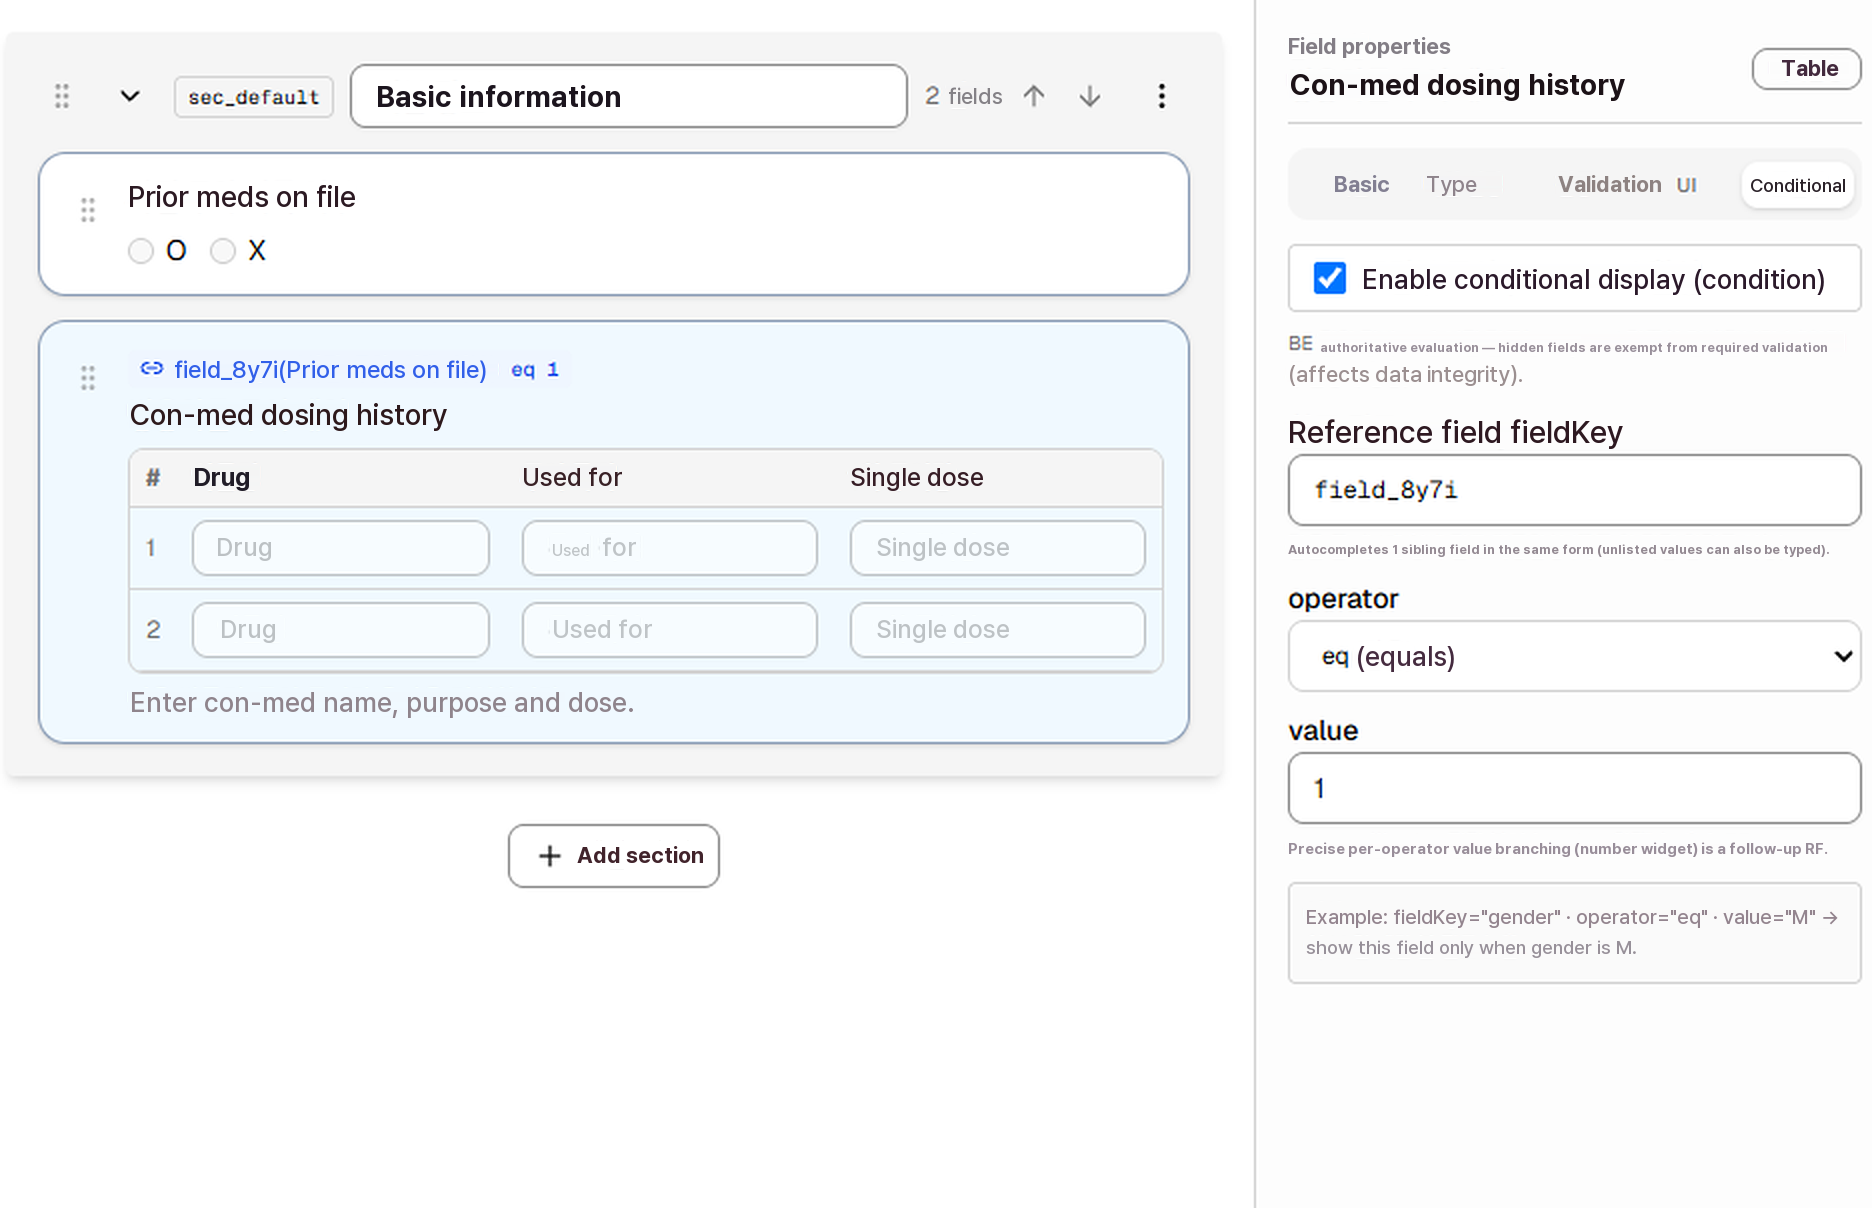 sec_default
Basic information
2 fields
Prior meds on file
O X
field_8y7i(Prior meds on file) eq 1
Con-med dosing history
# Drug Used for Single dose
1 Drug Used for Single dose
2 Drug Used for Single dose
Enter con-med name, purpose and dose.
+ Add section
Field properties
Con-med dosing history
Table
Basic Type Validation UI Conditional
Enable conditional display (condition)
BE authoritative evaluation — hidden fields are exempt from required validation
(affects data integrity).
Reference field fieldKey
field_8y7i
Autocompletes 1 sibling field in the same form (unlisted values can also be typed).
operator
eq (equals)
value
1
Precise per-operator value branching (number widget) is a follow-up RF.
Example: fieldKey="gender" · operator="eq" · value="M" →
show this field only when gender is M.